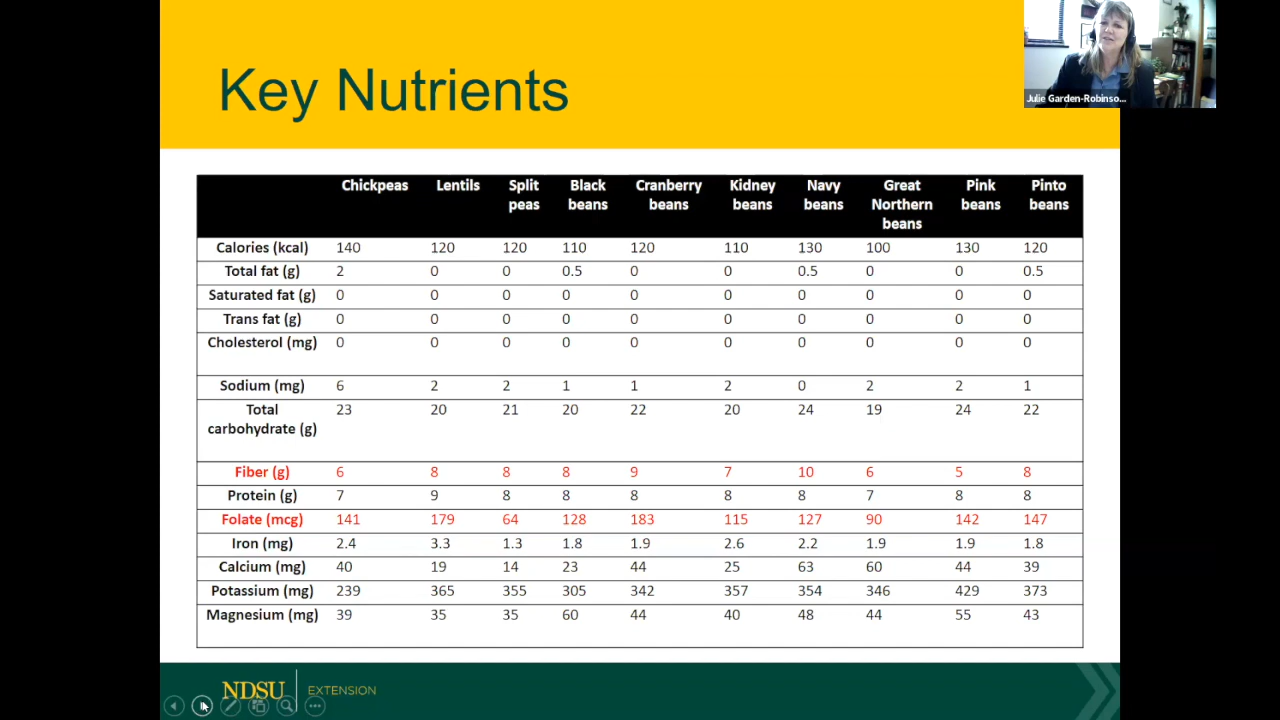 Key Nutrients
Julie Garden-Robinso...
Chickpeas Lentils Split peas Black beans Cranberry beans Kidney beans Navy beans Great Northern beans Pink beans Pinto beans
Calories (kcal) 140 120 120 110 120 110 130 100 130 120
Total fat (g) 2 0 0 0.5 0 0 0.5 0 0 0.5
Saturated fat (g) 0 0 0 0 0 0 0 0 0 0
Trans fat (g) 0 0 0 0 0 0 0 0 0 0
Cholesterol (mg) 0 0 0 0 0 0 0 0 0 0
Sodium (mg) 6 2 2 1 1 2 0 2 2 1
Total carbohydrate (g) 23 20 21 20 22 20 24 19 24 22
Fiber (g) 6 8 8 8 9 7 10 6 5 8
Protein (g) 7 9 8 8 8 8 8 7 8 8
Folate (mcg) 141 179 64 128 183 115 127 90 142 147
Iron (mg) 2.4 3.3 1.3 1.8 1.9 2.6 2.2 1.9 1.9 1.8
Calcium (mg) 40 19 14 23 44 25 63 60 44 39
Potassium (mg) 239 365 355 305 342 357 354 346 429 373
Magnesium (mg) 39 35 35 60 44 40 48 44 55 43
NDSU EXTENSION